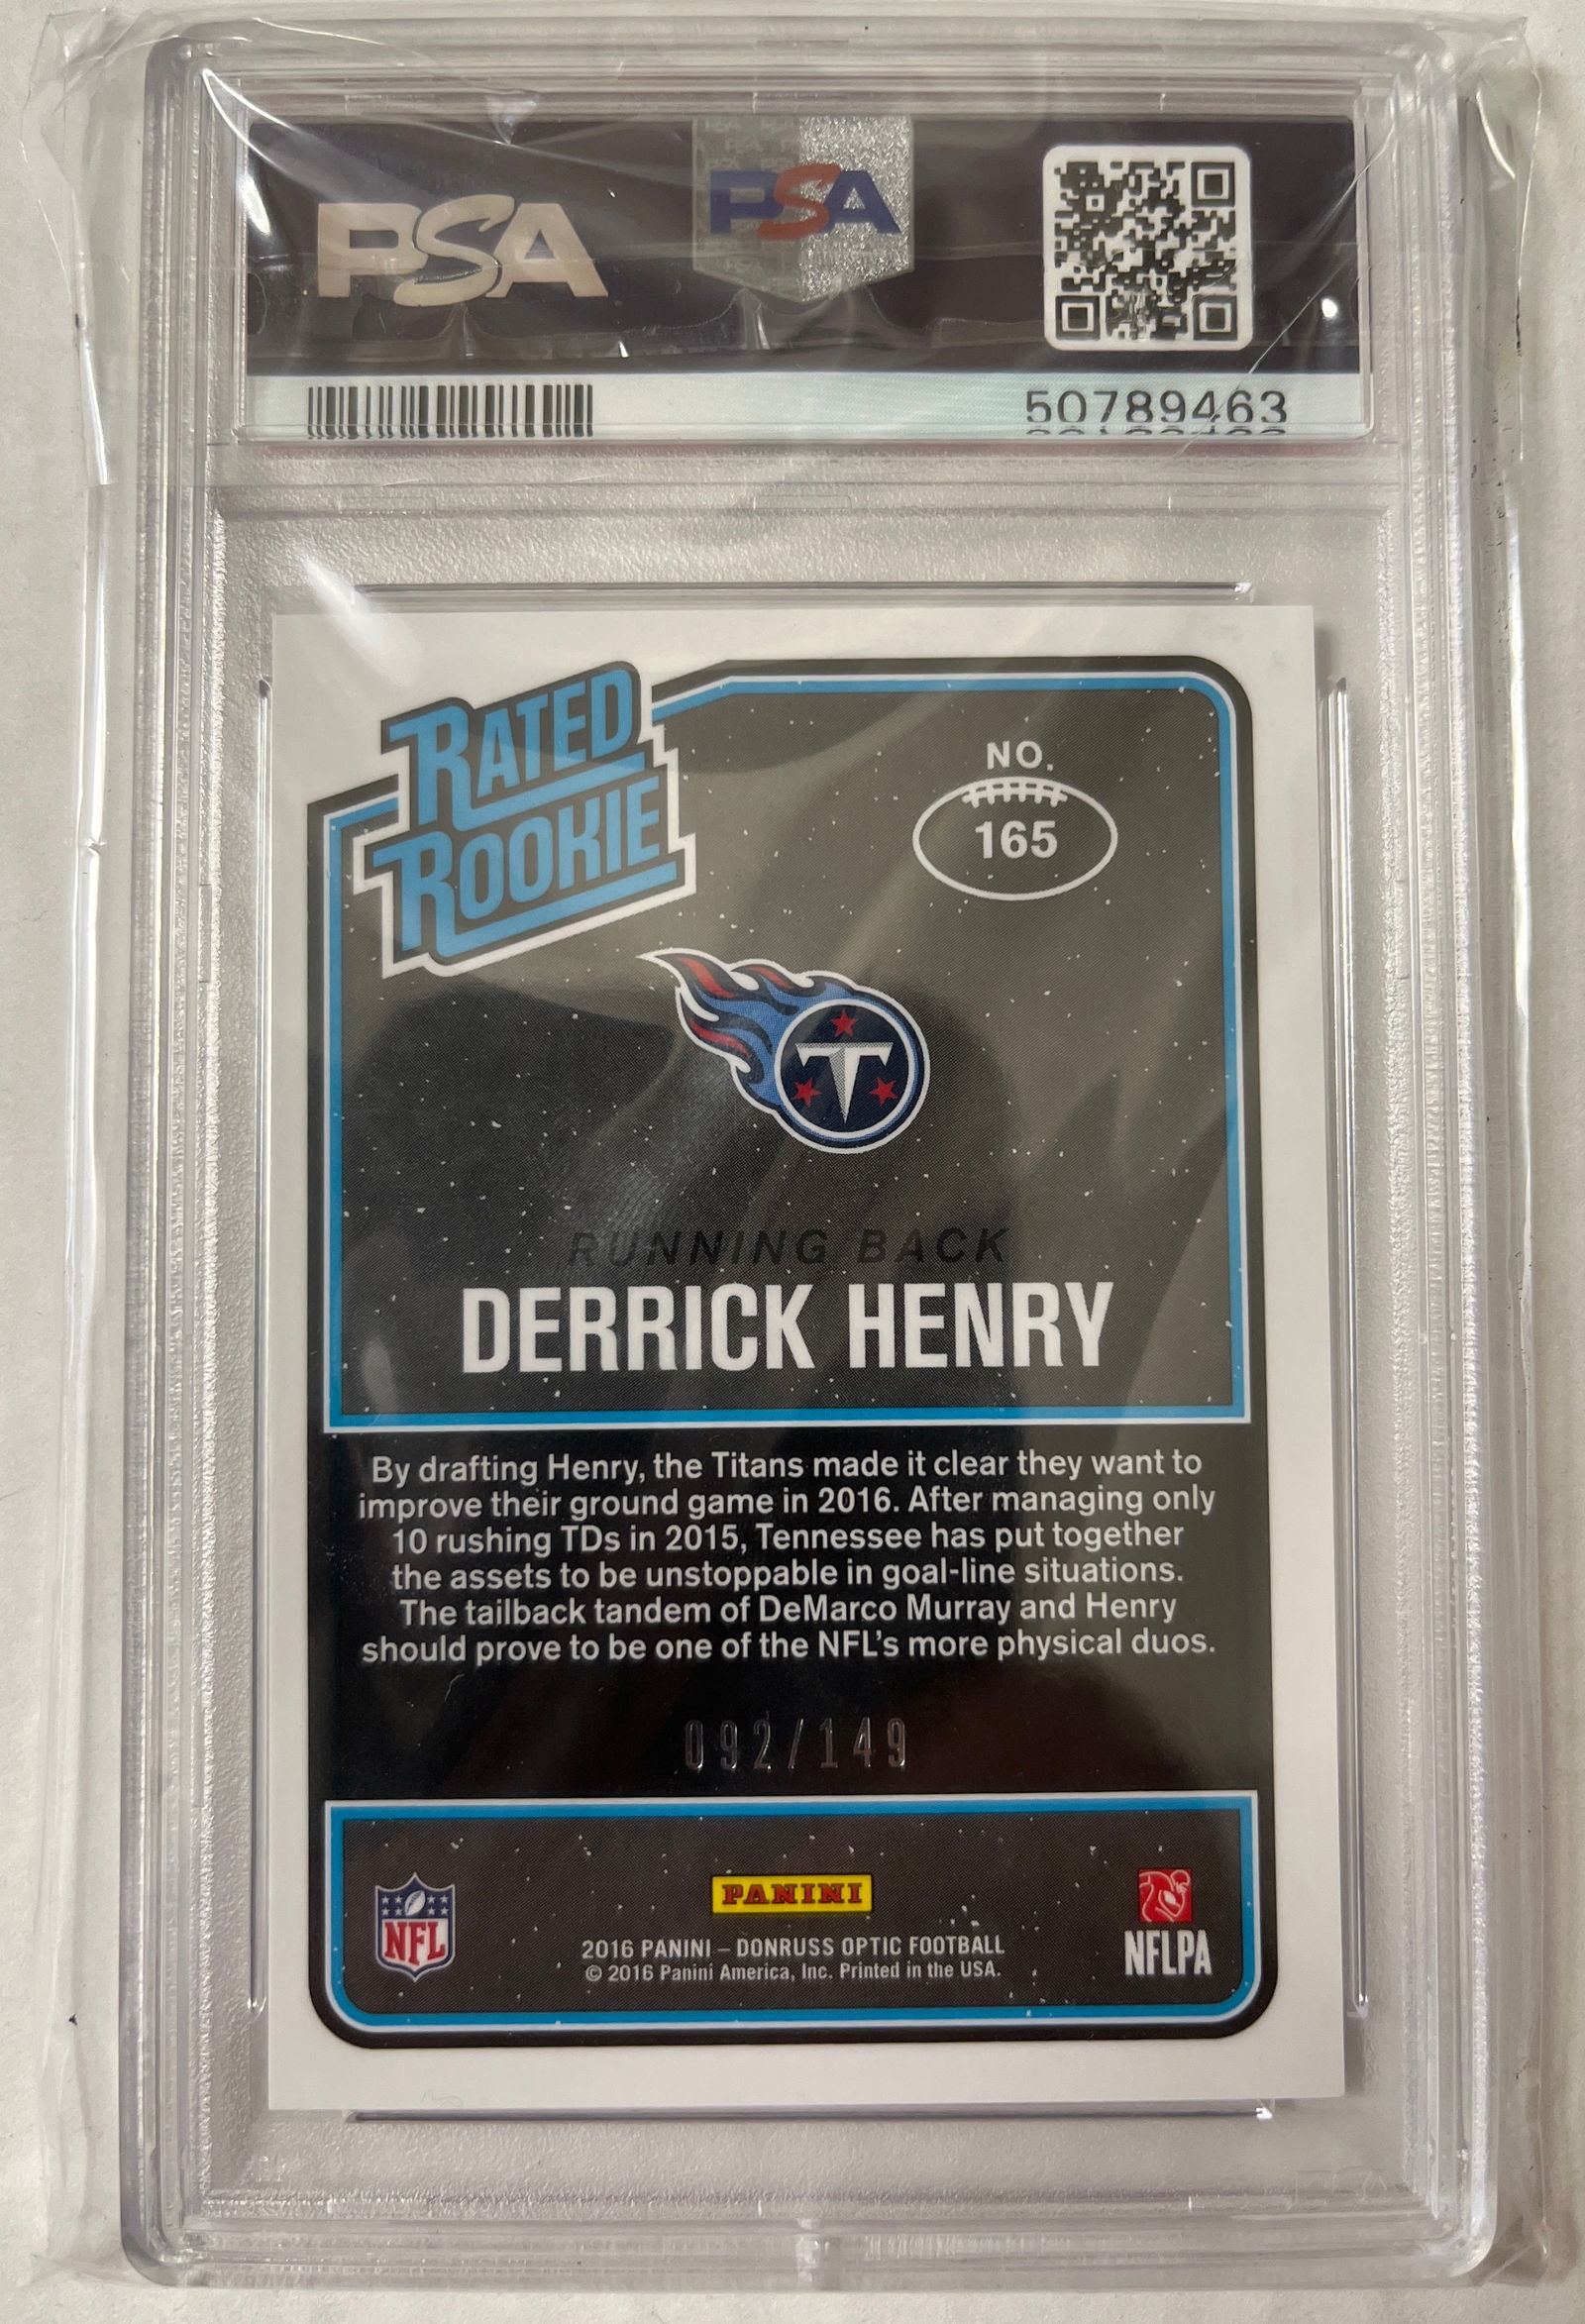 PSA
PSA
50789463
RATED
ROOKIE
NO.
165
T
RUNNING BACK
DERRICK HENRY
By drafting Henry, the Titans made it clear they want to
improve their ground game in 2016. After managing only
10 rushing TDs in 2015, Tennessee has put together
the assets to be unstoppable in goal-line situations.
The tailback tandem of DeMarco Murray and Henry
should prove to be one of the NFL's more physical duos.
092/149
NFL
PANINI
2016 PANINI – DONRUSS OPTIC FOOTBALL
© 2016 Panini America, Inc. Printed in the USA.
NFLPA